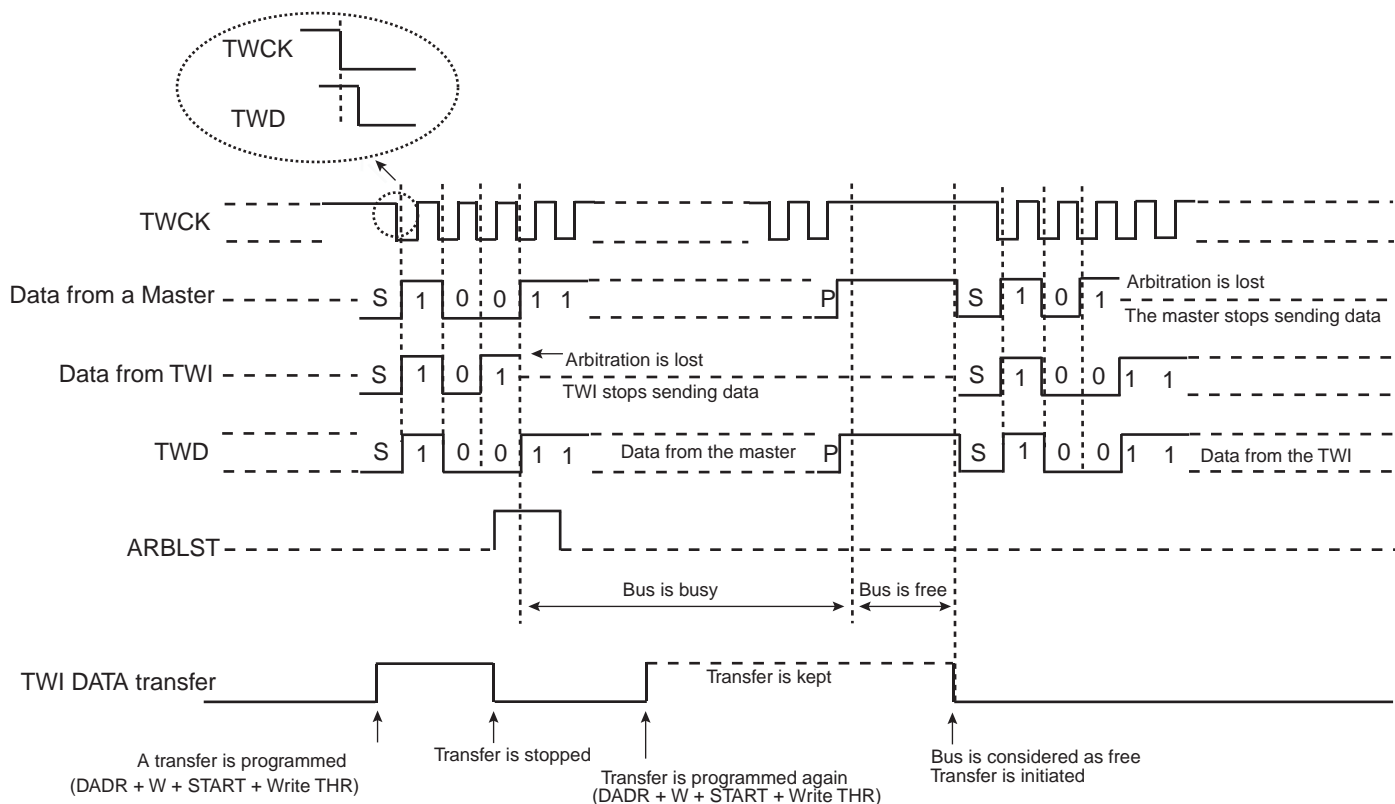 TWCK
TWD
TWCK
Data from a Master S 1 0 0 1 1 P S 1 0 1 Arbitration is lost
The master stops sending data
Data from TWI S 1 0 1 Arbitration is lost S 1 0 0 1 1
TWI stops sending data
TWD S 1 0 0 1 1 Data from the master P S 1 0 0 1 1 Data from the TWI
ARBLST
Bus is busy Bus is free
TWI DATA transfer Transfer is kept
A transfer is programmed
(DADR + W + START + Write THR)
Transfer is stopped
Transfer is programmed again
(DADR + W + START + Write THR)
Bus is considered as free
Transfer is initiated